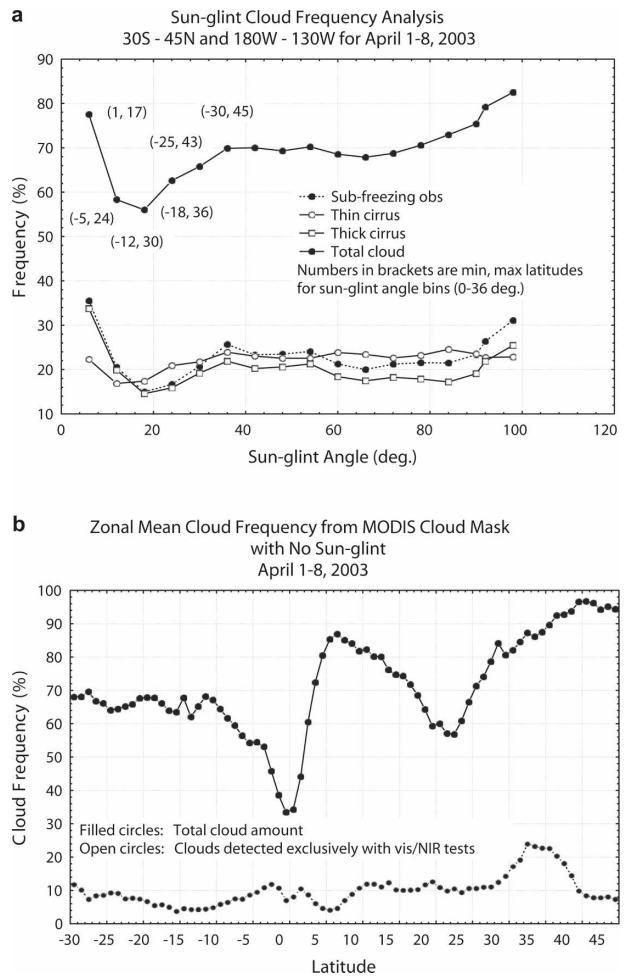 a
Sun-glint Cloud Frequency Analysis
30S - 45N and 180W - 130W for April 1-8, 2003
90
80
70
60
50
40
30
20
10
Frequency (%)
(1, 17)
(-30, 45)
(-25, 43)
(-5, 24)
(-18, 36)
(-12, 30)
Sub-freezing obs
Thin cirrus
Thick cirrus
Total cloud
Numbers in brackets are min, max latitudes
for sun-glint angle bins (0-36 deg.)
0 20 40 60 80 100 120
Sun-glint Angle (deg.)
b
Zonal Mean Cloud Frequency from MODIS Cloud Mask
with No Sun-glint
April 1-8, 2003
100
90
80
70
60
50
40
30
20
10
0
Cloud Frequency (%)
Filled circles: Total cloud amount
Open circles: Clouds detected exclusively with vis/NIR tests
-30 -25 -20 -15 -10 -5 0 5 10 15 20 25 30 35 40 45
Latitude